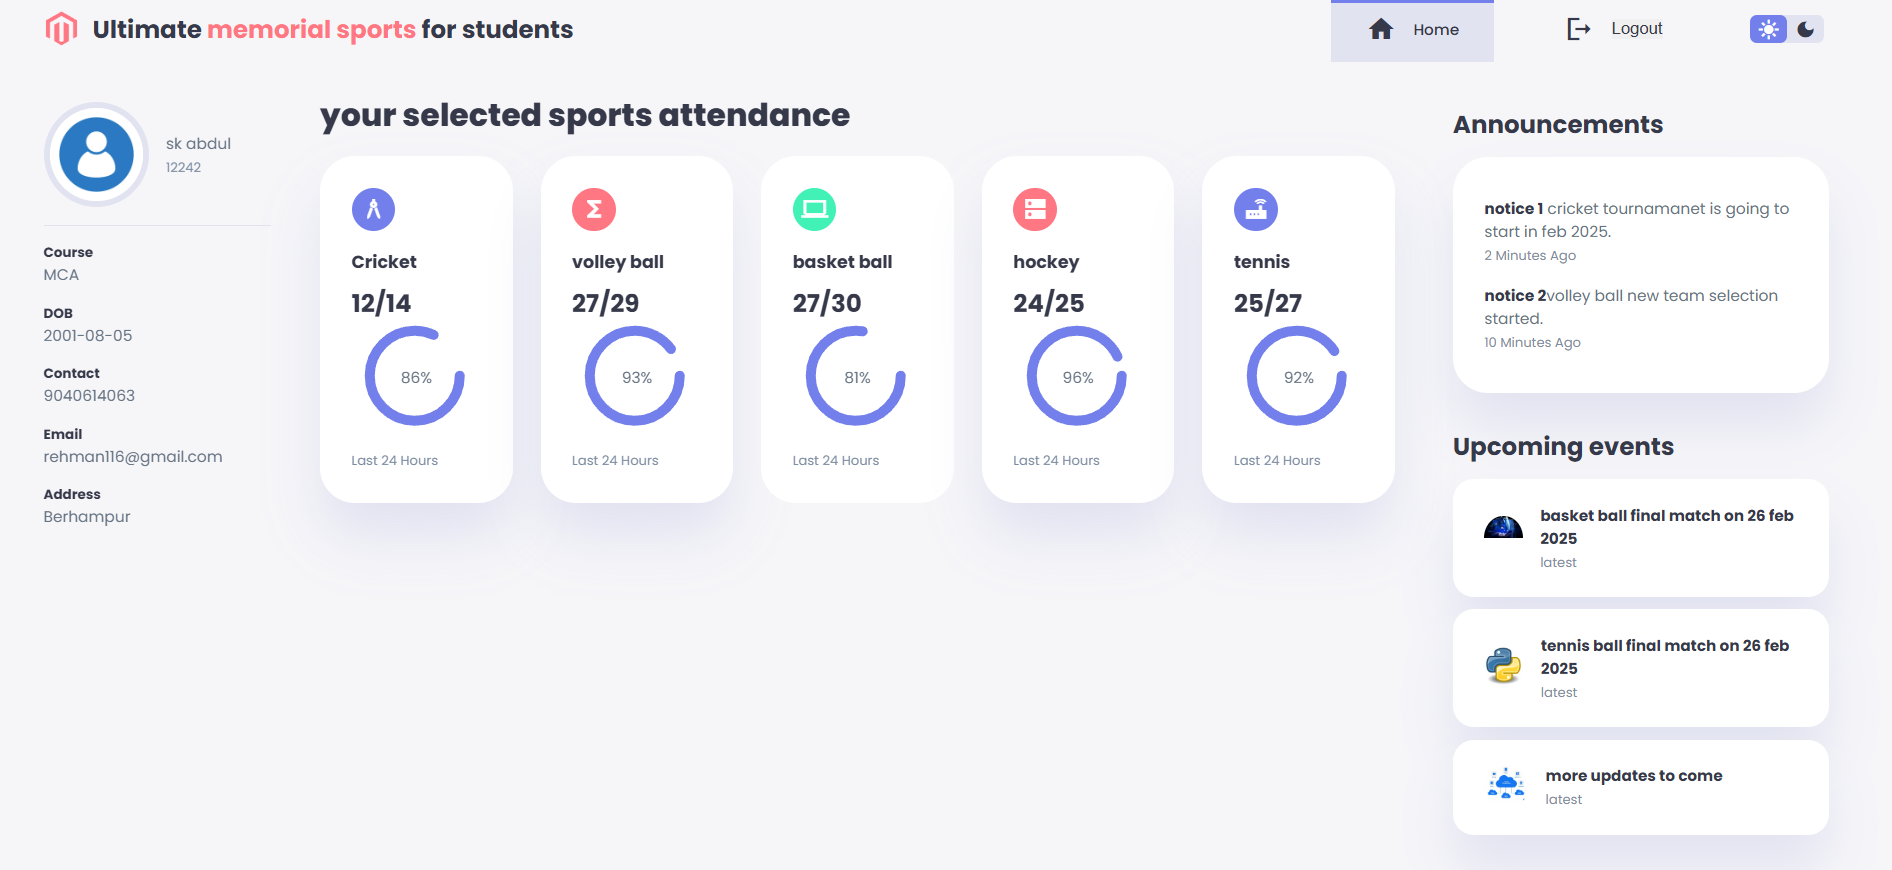 Ultimate memorial sports for students
Home
Logout
sk abdul
12242
Course
MCA
DOB
2001-08-05
Contact
9040614063
Email
rehman116@gmail.com
Address
Berhampur
your selected sports attendance
Cricket
12/14
86%
Last 24 Hours
volley ball
27/29
93%
Last 24 Hours
basket ball
27/30
81%
Last 24 Hours
hockey
24/25
96%
Last 24 Hours
tennis
25/27
92%
Last 24 Hours
Announcements
notice 1 cricket tournamanet is going to
start in feb 2025.
2 Minutes Ago
notice 2volley ball new team selection
started.
10 Minutes Ago
Upcoming events
basket ball final match on 26 feb
2025
latest
tennis ball final match on 26 feb
2025
latest
more updates to come
latest